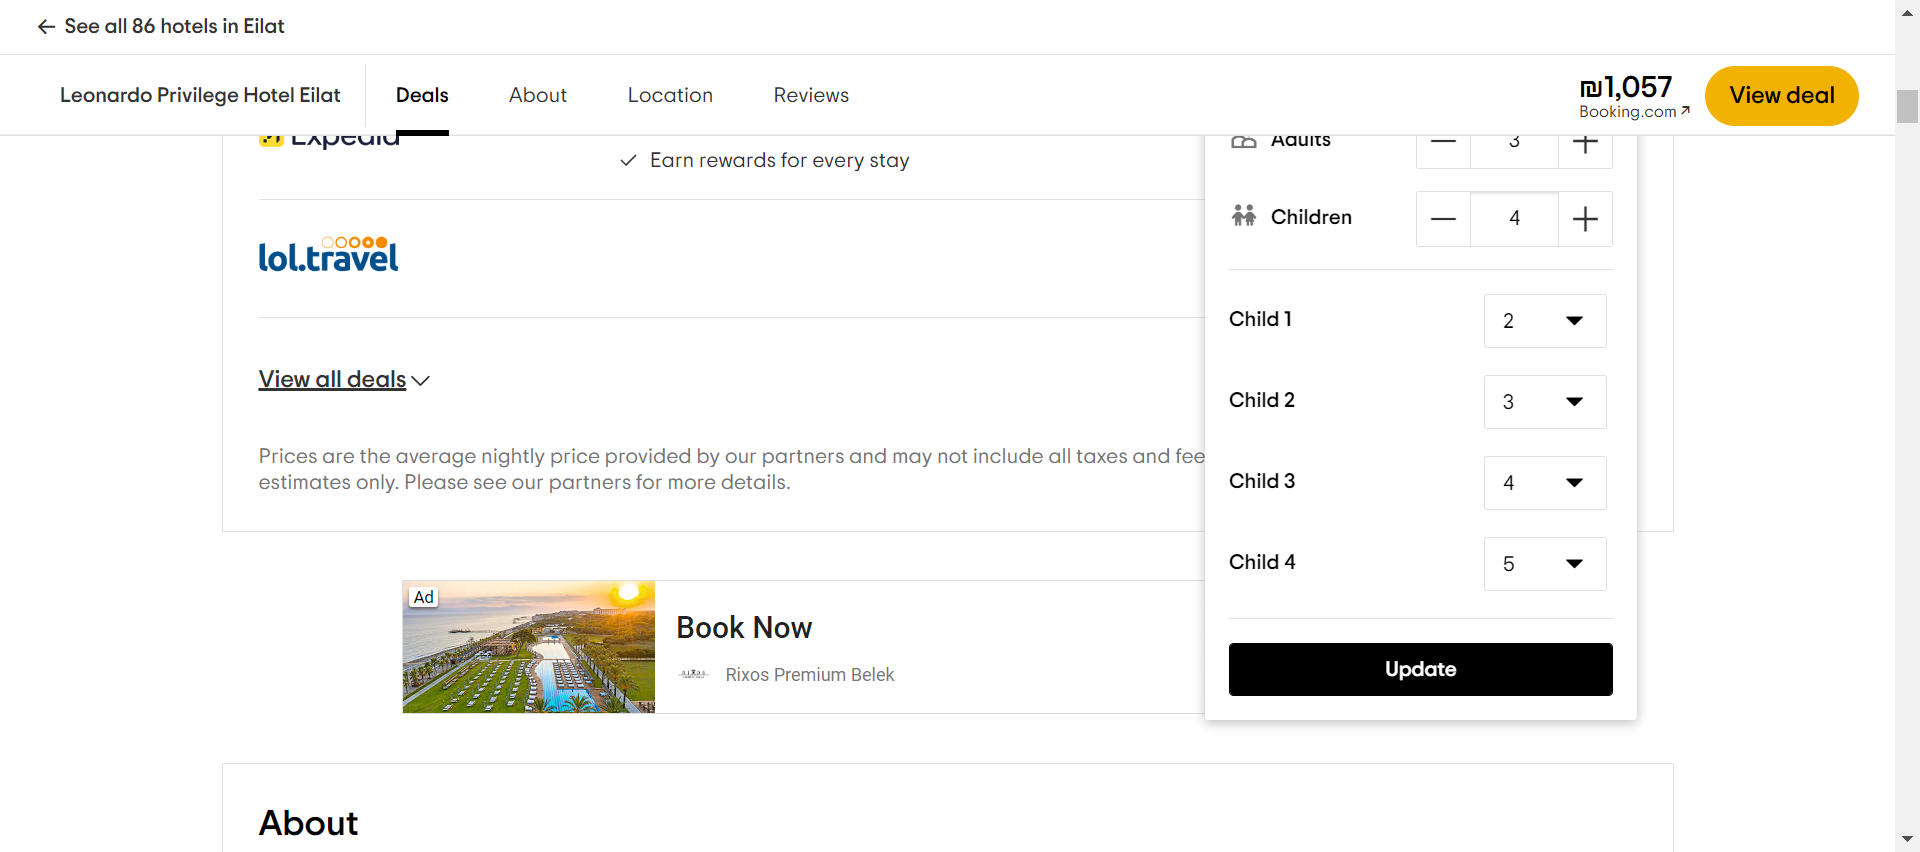 See all 86 hotels in Eilat
Leonardo Privilege Hotel Eilat
Deals
About
Location
Reviews
₪1,057
Booking.com
View deal
Expedia
Earn rewards for every stay
lol.travel
View all deals
Prices are the average nightly price provided by our partners and may not include all taxes and fee
estimates only. Please see our partners for more details.
Adults
3
Children
4
Child 1
2
Child 2
3
Child 3
4
Child 4
5
Update
Ad
Book Now
Rixos Premium Belek
About